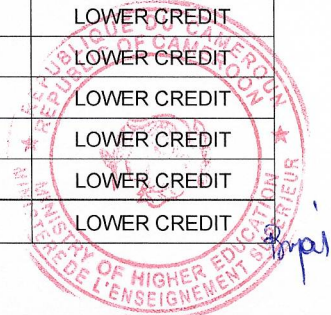 LOWER CREDIT
LOWER CREDIT
LOWER CREDIT
LOWER CREDIT
LOWER CREDIT
LOWER CREDIT
REPUBLIQUE DU CAMEROUN
REPUBLIC OF CAMEROON
MINISTRY OF HIGHER EDUCATION
MINISTERE DE L'ENSEIGNEMENT SUPERIEUR